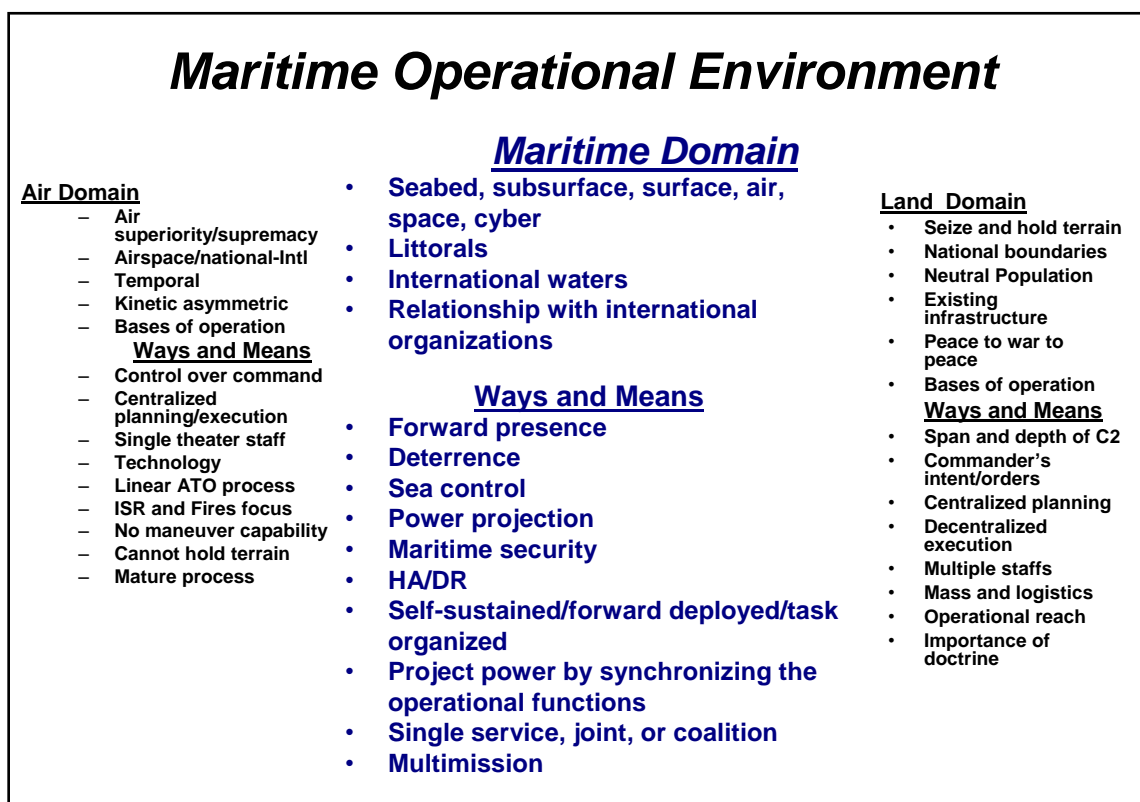 Maritime Operational Environment
Air Domain
– Air
superiority/supremacy
– Airspace/national-Intl
– Temporal
– Kinetic asymmetric
– Bases of operation
Ways and Means
– Control over command
– Centralized
planning/execution
– Single theater staff
– Technology
– Linear ATO process
– ISR and Fires focus
– No maneuver capability
– Cannot hold terrain
– Mature process
Maritime Domain
• Seabed, subsurface, surface, air,
space, cyber
• Littorals
• International waters
• Relationship with international
organizations
Ways and Means
• Forward presence
• Deterrence
• Sea control
• Power projection
• Maritime security
• HA/DR
• Self-sustained/forward deployed/task
organized
• Project power by synchronizing the
operational functions
• Single service, joint, or coalition
• Multimission
Land Domain
• Seize and hold terrain
• National boundaries
• Neutral Population
• Existing
infrastructure
• Peace to war to
peace
• Bases of operation
Ways and Means
• Span and depth of C2
• Commander's
intent/orders
• Centralized planning
• Decentralized
execution
• Multiple staffs
• Mass and logistics
• Operational reach
• Importance of
doctrine